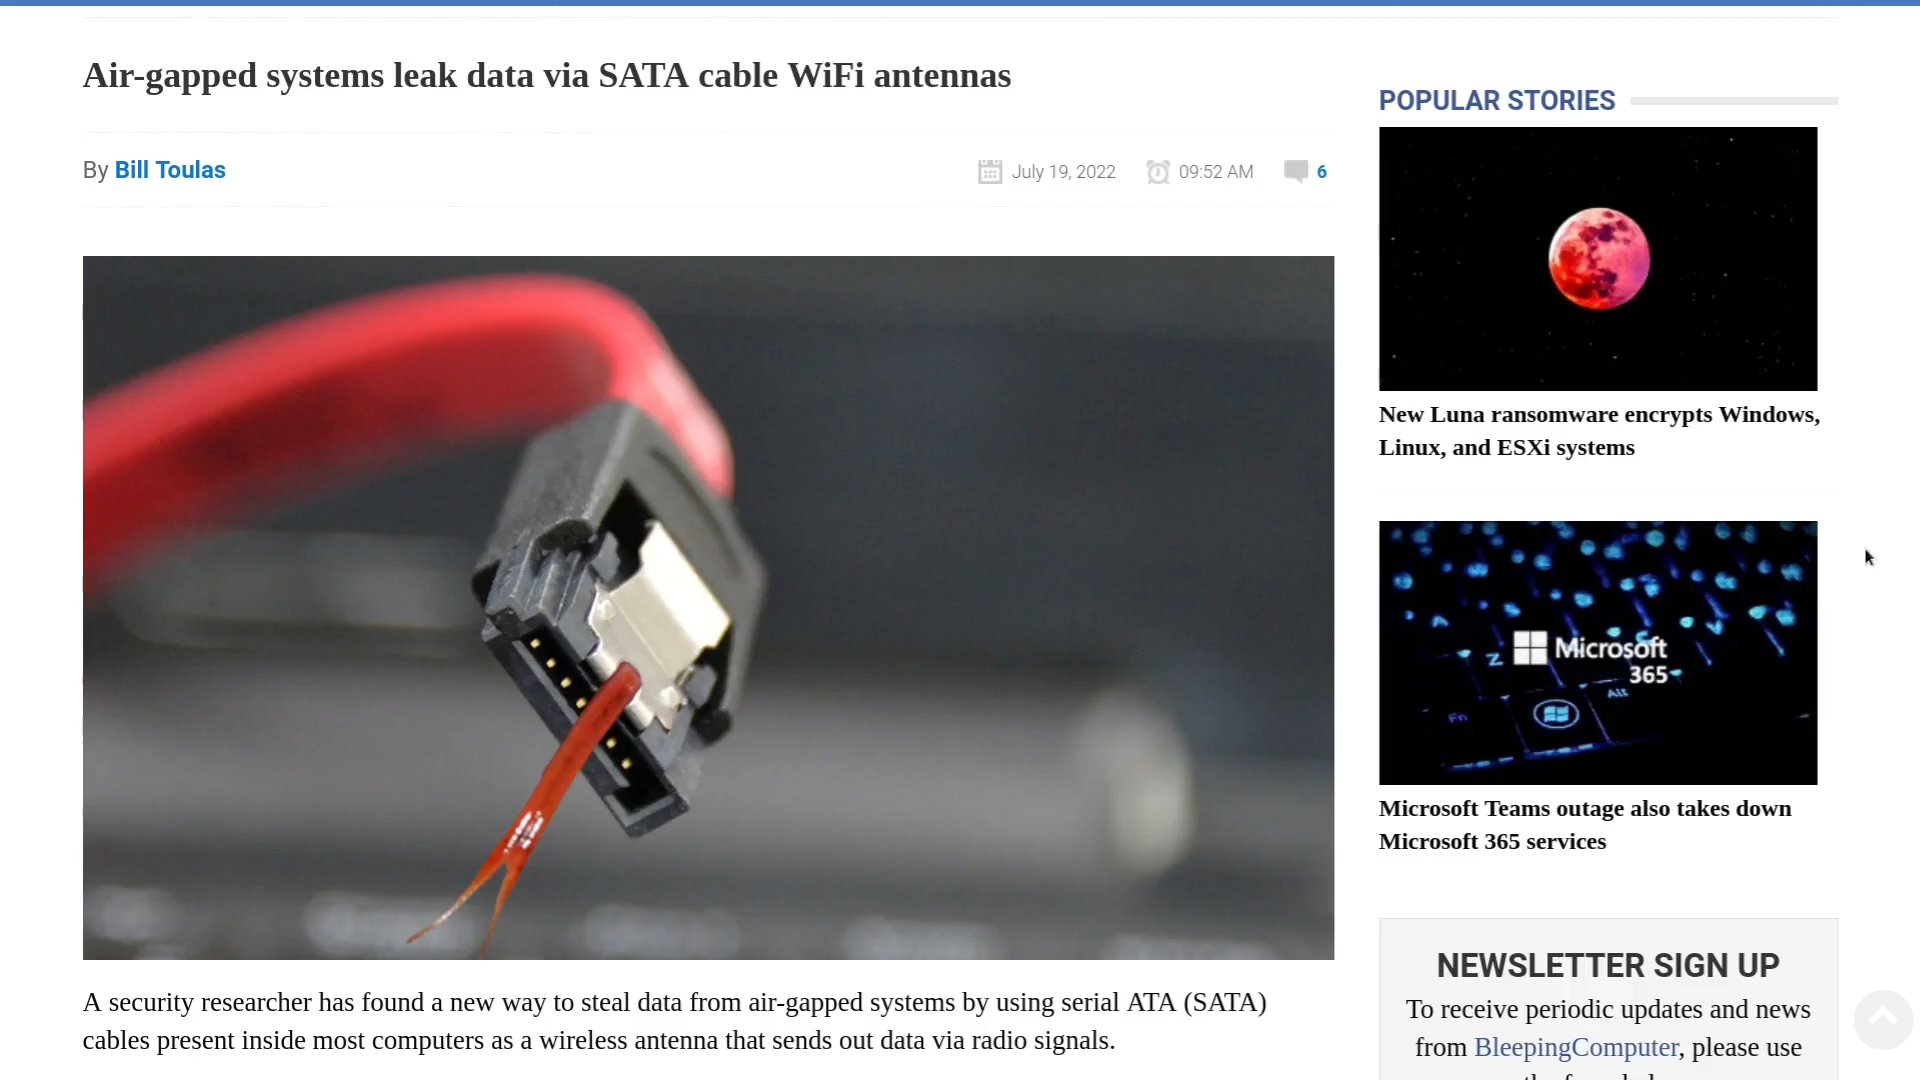 Air-gapped systems leak data via SATA cable WiFi antennas
By Bill Toulas
July 19, 2022
09:52 AM
6
A security researcher has found a new way to steal data from air-gapped systems by using serial ATA (SATA)
cables present inside most computers as a wireless antenna that sends out data via radio signals.
POPULAR STORIES
New Luna ransomware encrypts Windows,
Linux, and ESXi systems
A
S
V
Z
Microsoft
365
Alt
Fn
Microsoft Teams outage also takes down
Microsoft 365 services
NEWSLETTER SIGN UP
To receive periodic updates and news
from BleepingComputer, please use